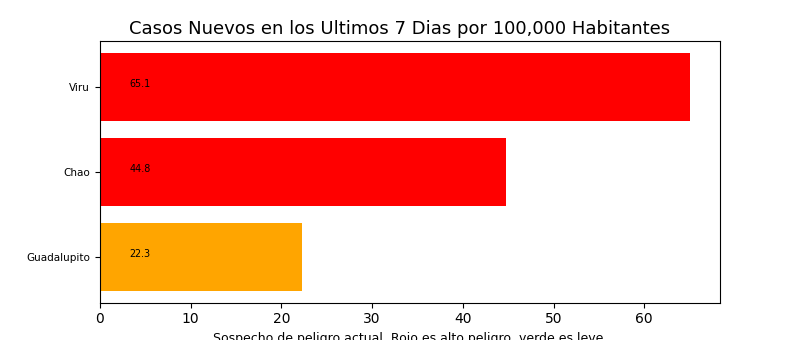 Casos Nuevos en los Ultimos 7 Dias por 100,000 Habitantes
Viru
65.1
Chao
44.8
Guadalupito
22.3
0 10 20 30 40 50 60
Sospecho de peligro actual. Rojo es alto peligro, verde es leve